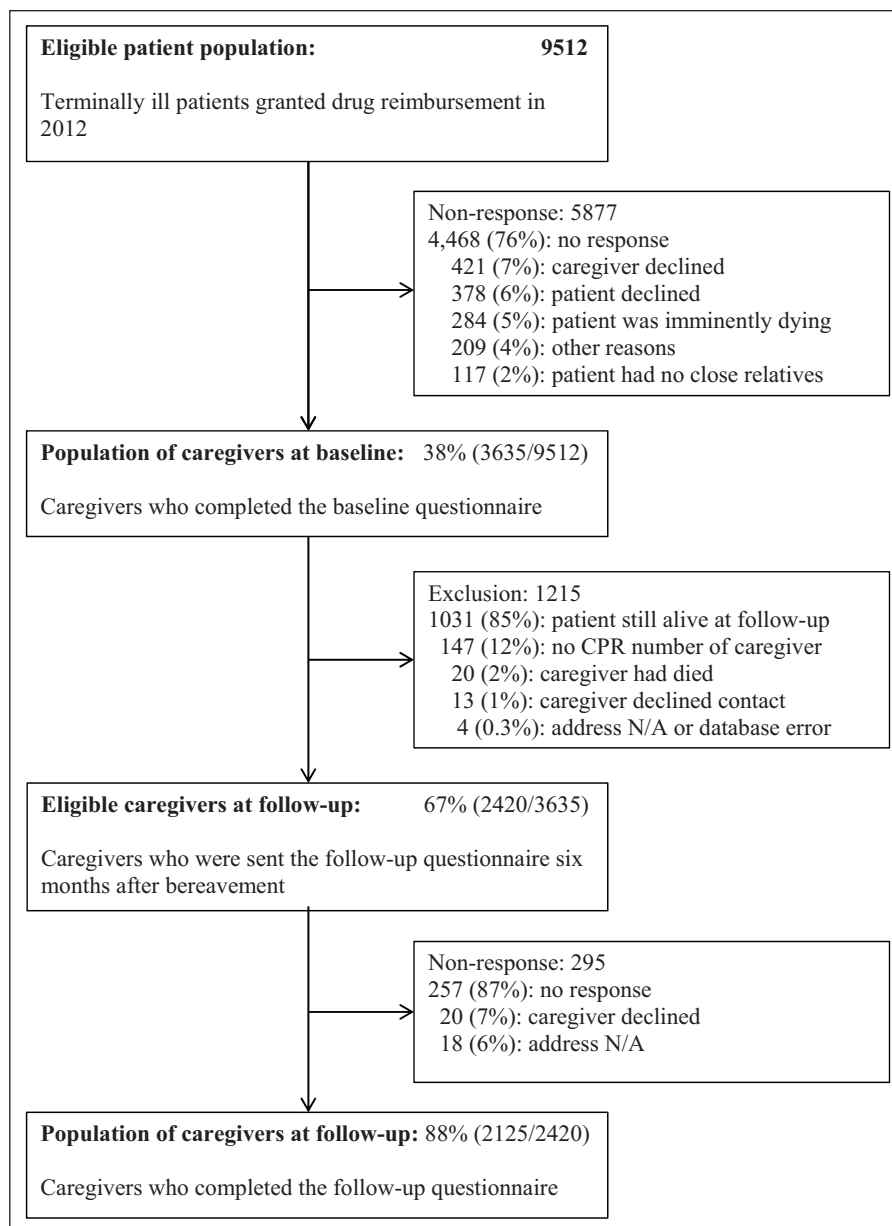 Eligible patient population: 9512
Terminally ill patients granted drug reimbursement in
2012
Non-response: 5877
4,468 (76%): no response
421 (7%): caregiver declined
378 (6%): patient declined
284 (5%): patient was imminently dying
209 (4%): other reasons
117 (2%): patient had no close relatives
Population of caregivers at baseline: 38% (3635/9512)
Caregivers who completed the baseline questionnaire
Exclusion: 1215
1031 (85%): patient still alive at follow-up
147 (12%): no CPR number of caregiver
20 (2%): caregiver had died
13 (1%): caregiver declined contact
4 (0.3%): address N/A or database error
Eligible caregivers at follow-up: 67% (2420/3635)
Caregivers who were sent the follow-up questionnaire six
months after bereavement
Non-response: 295
257 (87%): no response
20 (7%): caregiver declined
18 (6%): address N/A
Population of caregivers at follow-up: 88% (2125/2420)
Caregivers who completed the follow-up questionnaire